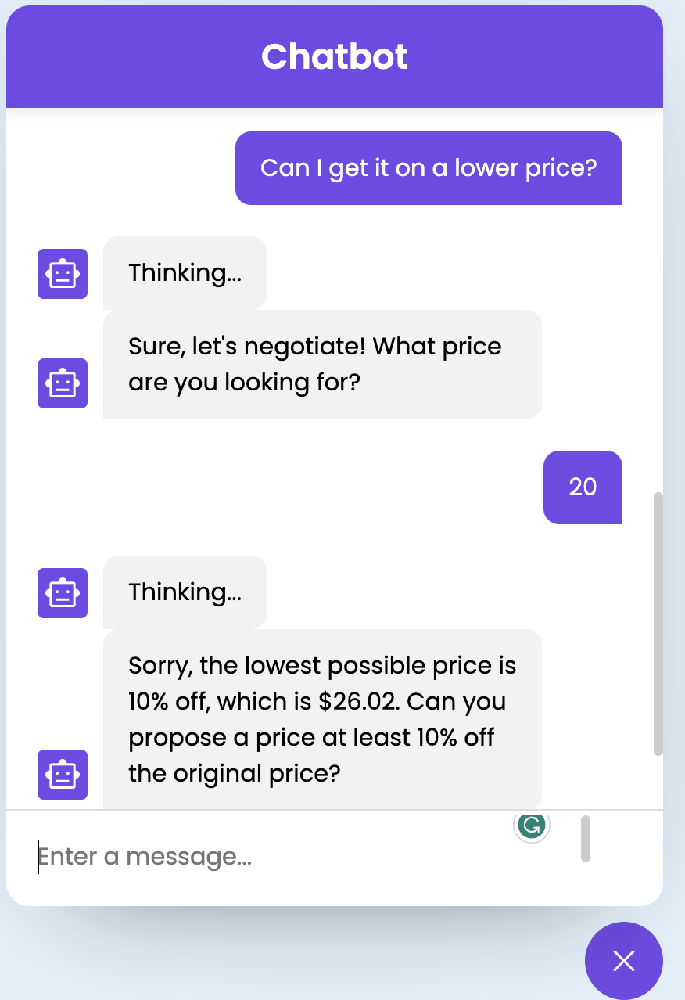 Chatbot
Can I get it on a lower price?
Thinking...
Sure, let's negotiate! What price
are you looking for?
20
Thinking...
Sorry, the lowest possible price is
10% off, which is $26.02. Can you
propose a price at least 10% off
the original price?
Enter a message...